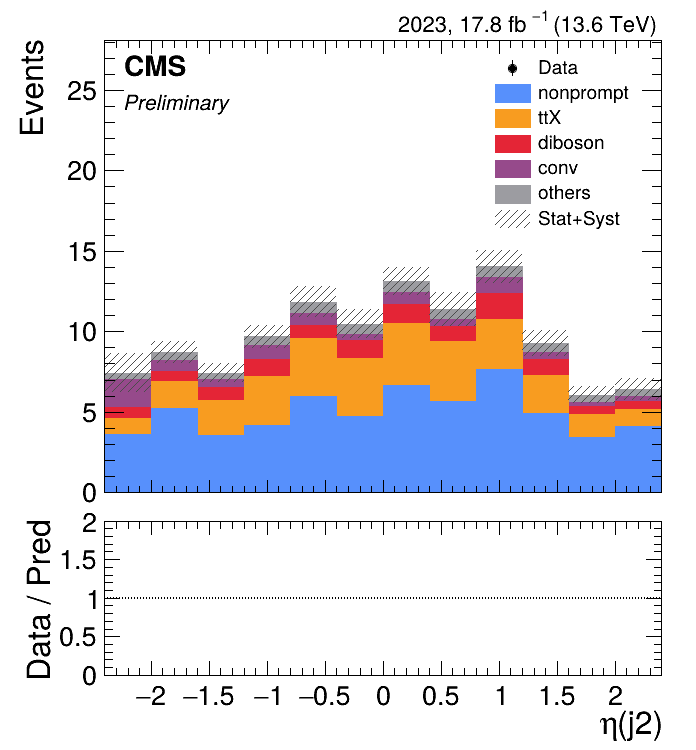 2023, 17.8 fb⁻¹ (13.6 TeV)
CMS
Preliminary
Data
nonprompt
ttX
diboson
conv
others
Stat+Syst
Events
25
20
15
10
5
0
Data / Pred
2
1.5
1
0.5
0
−2 −1.5 −1 −0.5 0 0.5 1 1.5 2
η(j2)